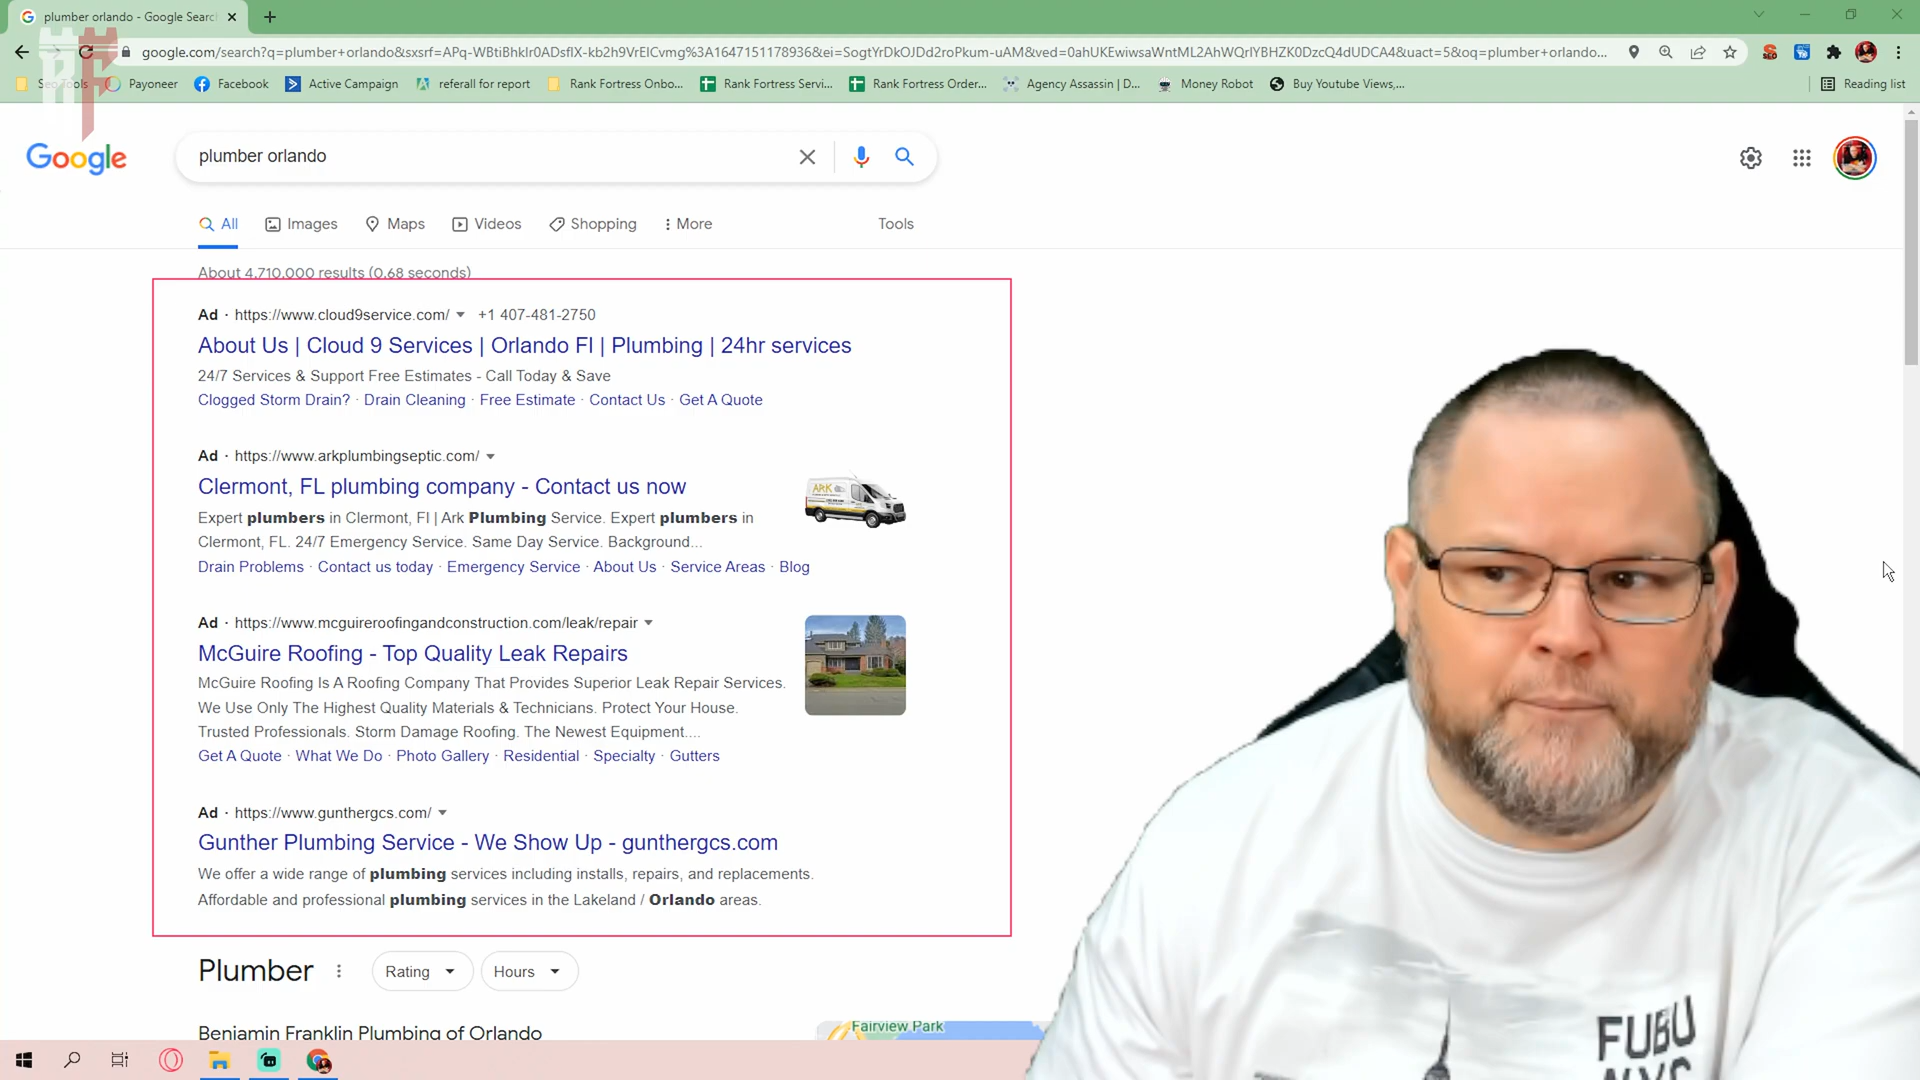 plumber orlando - Google Searc
google.com/search?q=plumber+orlando&sxsrf=APq-WBtiBhkIr0ADsflX-kb2h9VrEICvmg%3A1647151178936&ei=SogtYrDkOJDd2roPkum-uAM&ved=0ahUKEwiwsaWntML2AhWQrlYBHZK0DzcQ4dUDCA4&uact=5&oq=plumber+orlando...
Seo Tools Payoneer Facebook Active Campaign referall for report Rank Fortress Onbo... Rank Fortress Servi... Rank Fortress Order... Agency Assassin | D... Money Robot Buy Youtube Views,... Reading list
Google
plumber orlando
All Images Maps Videos Shopping More Tools
About 4,710,000 results (0.68 seconds)
Ad · https://www.cloud9service.com/ +1 407-481-2750
About Us | Cloud 9 Services | Orlando Fl | Plumbing | 24hr services
24/7 Services & Support Free Estimates - Call Today & Save
Clogged Storm Drain? · Drain Cleaning · Free Estimate · Contact Us · Get A Quote
Ad · https://www.arkplumbingseptic.com/
Clermont, FL plumbing company - Contact us now
Expert plumbers in Clermont, Fl | Ark Plumbing Service. Expert plumbers in
Clermont, FL. 24/7 Emergency Service. Same Day Service. Background...
Drain Problems · Contact us today · Emergency Service · About Us · Service Areas · Blog
ARK
Ad · https://www.mcguireroofingandconstruction.com/leak/repair
McGuire Roofing - Top Quality Leak Repairs
McGuire Roofing Is A Roofing Company That Provides Superior Leak Repair Services.
We Use Only The Highest Quality Materials & Technicians. Protect Your House.
Trusted Professionals. Storm Damage Roofing. The Newest Equipment....
Get A Quote · What We Do · Photo Gallery · Residential · Specialty · Gutters
Ad · https://www.gunthergcs.com/
Gunther Plumbing Service - We Show Up - gunthergcs.com
We offer a wide range of plumbing services including installs, repairs, and replacements.
Affordable and professional plumbing services in the Lakeland / Orlando areas.
Plumber Rating Hours
Benjamin Franklin Plumbing of Orlando
Fairview Park
FUBU
NYC